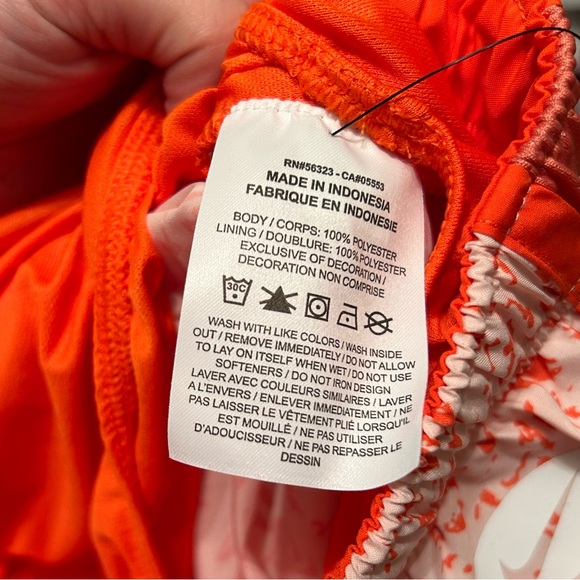 RN#56323 - CA#05553
MADE IN INDONESIA
FABRIQUE EN INDONESIE
BODY / CORPS: 100% POLYESTER
LINING / DOUBLURE: 100% POLYESTER
EXCLUSIVE OF DECORATION /
DECORATION NON COMPRISE
30C
WASH WITH LIKE COLORS / WASH INSIDE
OUT / REMOVE IMMEDIATELY / DO NOT ALLOW
TO LAY ON ITSELF WHEN WET / DO NOT USE
SOFTENERS / DO NOT IRON DESIGN
LAVER AVEC COULEURS SIMILAIRES / LAVER
A L'ENVERS / ENLEVER IMMEDIATEMENT / NE
PAS LAISSER LE VÊTEMENT PLIÉ LORSQU'IL
EST MOUILLÉ / NE PAS UTILISER
D'ADOUCISSEUR / NE PAS REPASSER LE
DESSIN